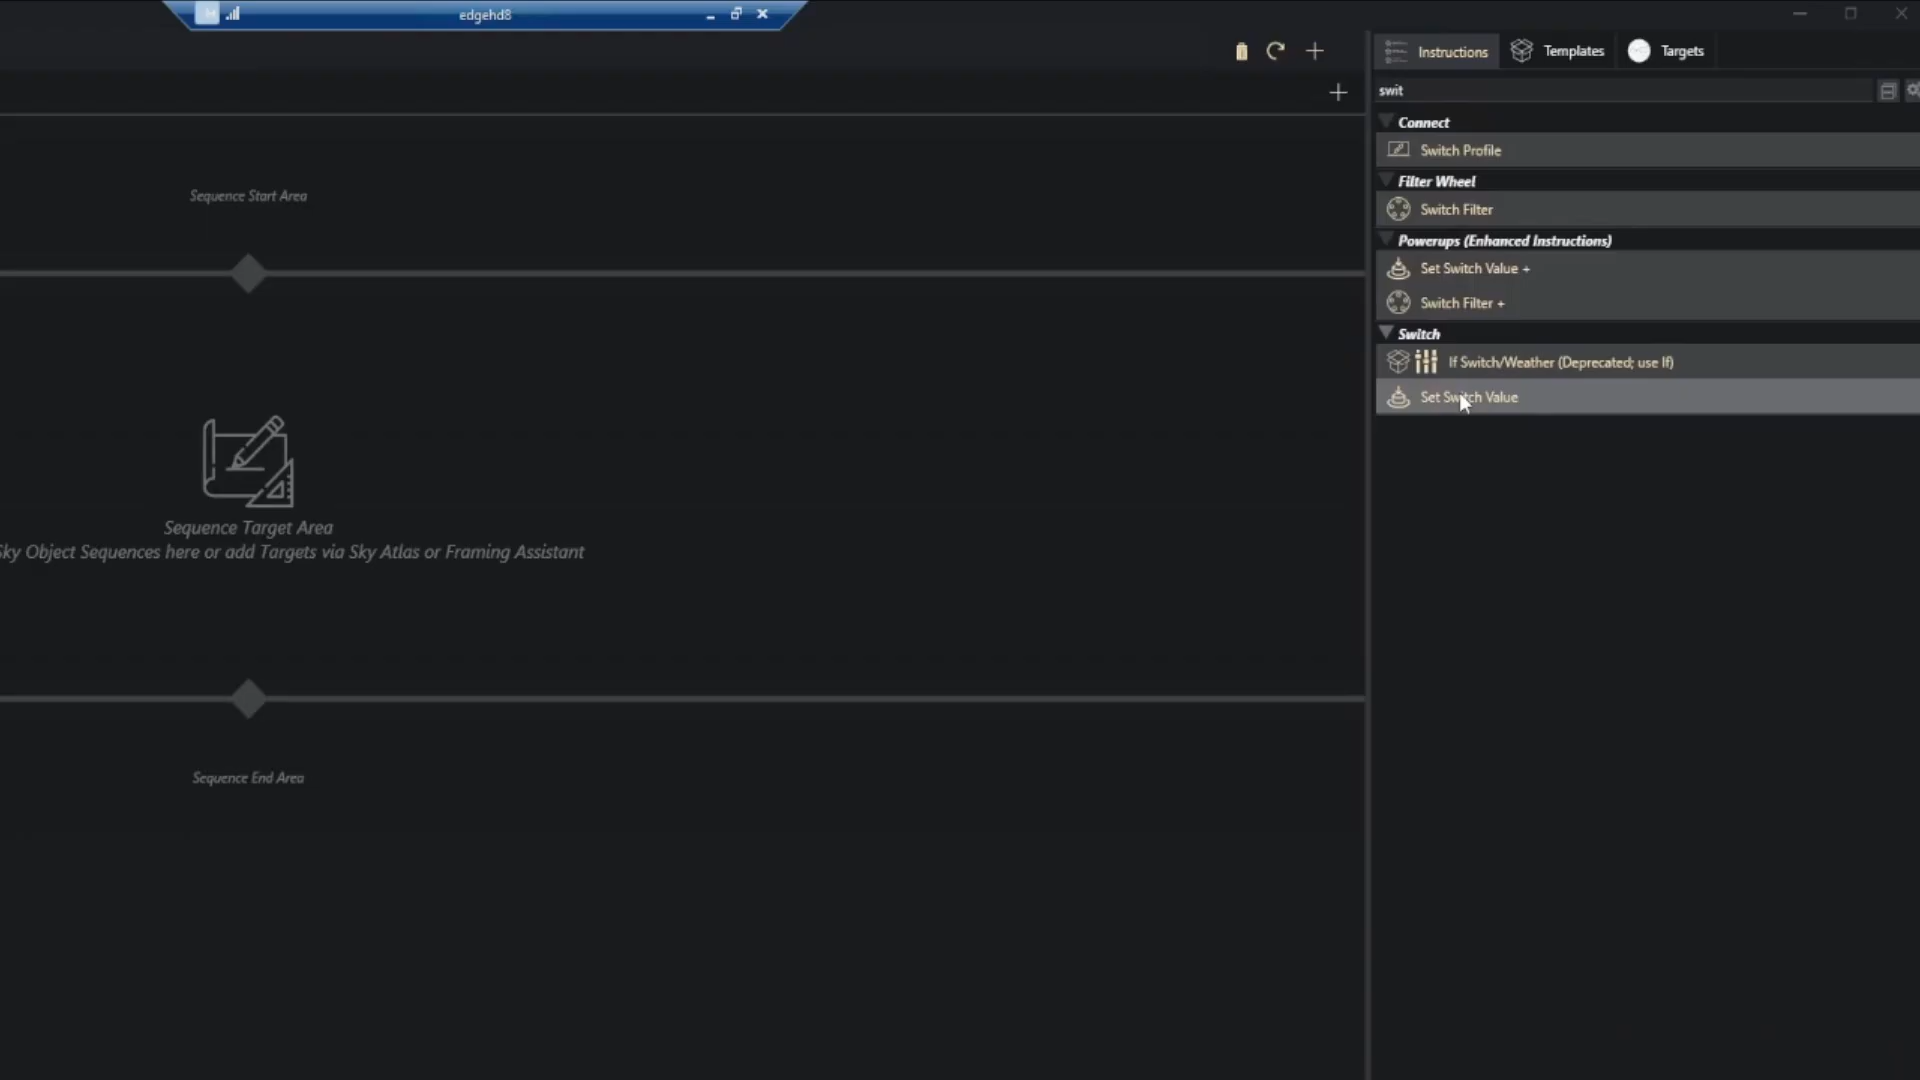 edgehd8
Instructions
Templates
Targets
swit
Connect
Switch Profile
Filter Wheel
Switch Filter
Powerups (Enhanced Instructions)
Set Switch Value +
Switch Filter +
Switch
If Switch/Weather (Deprecated; use If)
Set Switch Value
Sequence Start Area
Sequence Target Area
Sky Object Sequences here or add Targets via Sky Atlas or Framing Assistant
Sequence End Area